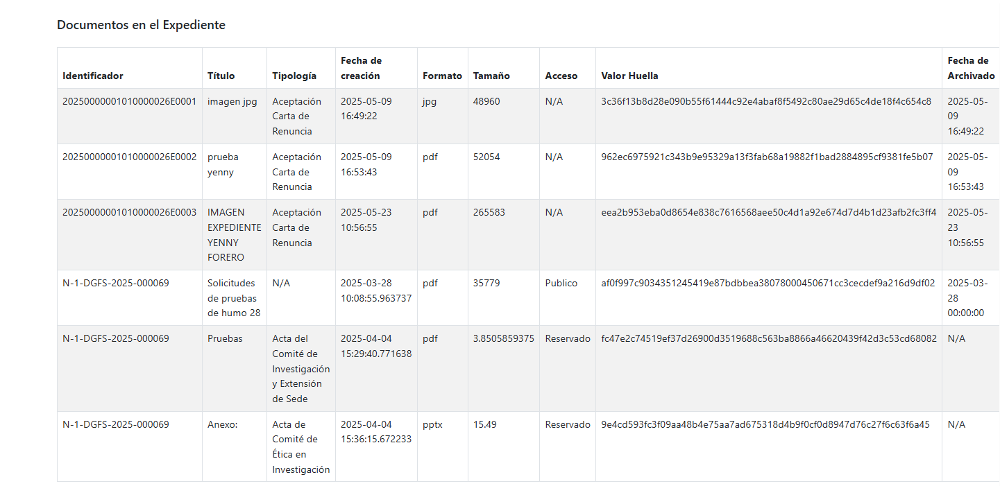 Documentos en el Expediente
Identificador Título Tipología Fecha de creación Formato Tamaño Acceso Valor Huella Fecha de Archivado
20250000001010000026E0001 imagen jpg Aceptación Carta de Renuncia 2025-05-09 16:49:22 jpg 48960 N/A 3c36f13b8d28e090b55f61444c92e4abaf8f5492c80ae29d65c4de18f4c654c8 2025-05-09 16:49:22
20250000001010000026E0002 prueba yenny Aceptación Carta de Renuncia 2025-05-09 16:53:43 pdf 52054 N/A 962ec6975921c343b9e95329a13f3fab68a19882f1bad2884895cf9381fe5b07 2025-05-09 16:53:43
20250000001010000026E0003 IMAGEN EXPEDIENTE YENNY FORERO Aceptación Carta de Renuncia 2025-05-23 10:56:55 pdf 265583 N/A eea2b953eba0d8654e838c7616568aee50c4d1a92e674d7d4b1d23afb2fc3ff4 2025-05-23 10:56:55
N-1-DGFS-2025-000069 Solicitudes de pruebas de humo 28 N/A 2025-03-28 10:08:55.963737 pdf 35779 Publico af0f997c9034351245419e87bdbbea38078000450671cc3cecdef9a216d9df02 2025-03-28 00:00:00
N-1-DGFS-2025-000069 Pruebas Acta del Comité de Investigación y Extensión de Sede 2025-04-04 15:29:40.771638 pdf 3.8505859375 Reservado fc47e2c74519ef37d26900d3519688c563ba8866a46620439f42d3c53cd68082 N/A
N-1-DGFS-2025-000069 Anexo: Acta de Comité de Ética en Investigación 2025-04-04 15:36:15.672233 pptx 15.49 Reservado 9e4cd593fc3f09aa48b4e75aa7ad675318d4b9f0cf0d8947d76c27f6c63f6a45 N/A